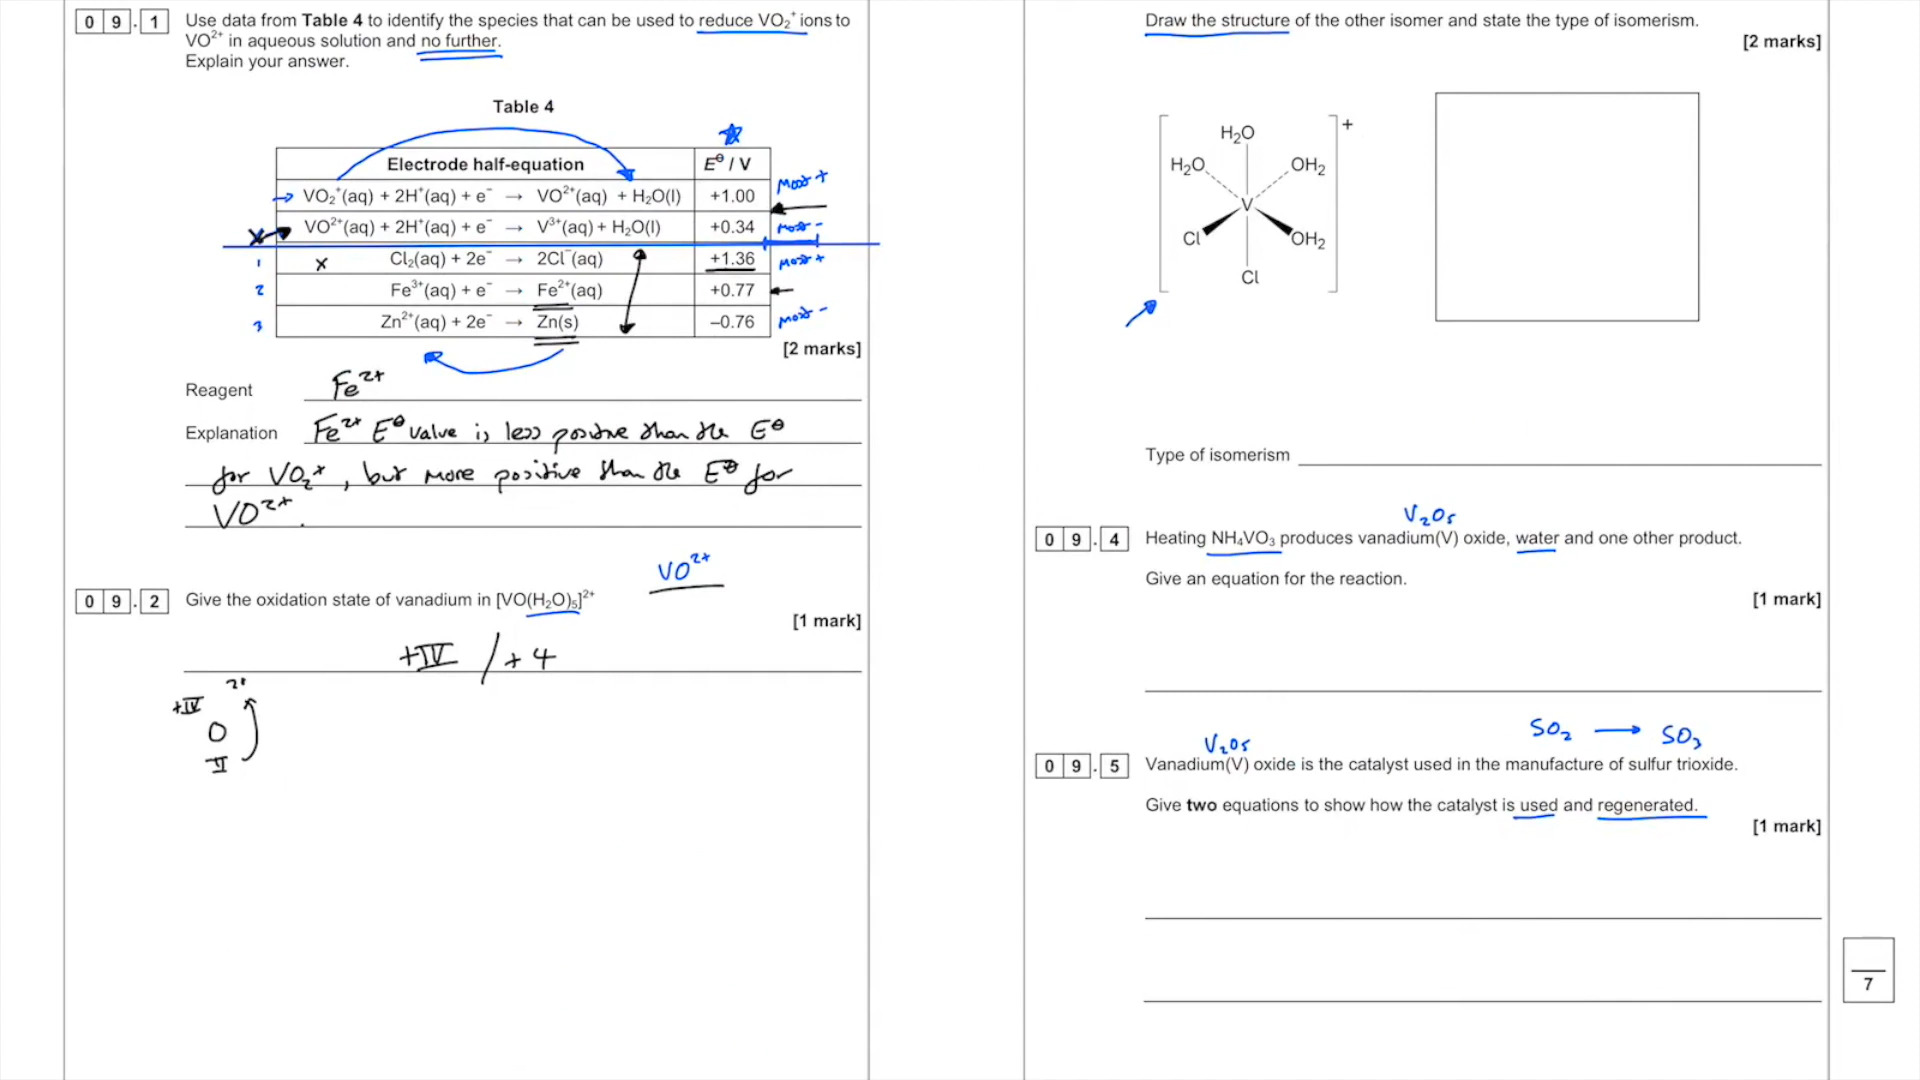 0 9 . 1 Use data from Table 4 to identify the species that can be used to reduce VO₂⁺ ions to
VO²⁺ in aqueous solution and no further.
Explain your answer.
Table 4
Electrode half-equation E⦵ / V
VO₂⁺(aq) + 2H⁺(aq) + e⁻ → VO²⁺(aq) + H₂O(l) +1.00 most +
VO²⁺(aq) + 2H⁺(aq) + e⁻ → V³⁺(aq) + H₂O(l) +0.34 most -
1 x Cl₂(aq) + 2e⁻ → 2Cl⁻(aq) +1.36 most +
2 Fe³⁺(aq) + e⁻ → Fe²⁺(aq) +0.77
3 Zn²⁺(aq) + 2e⁻ → Zn(s) –0.76 most -
[2 marks]
Reagent Fe²⁺
Explanation Fe²⁺ E⦵ value is less positive than the E⦵
for VO₂⁺, but more positive than the E⦵ for
VO²⁺.
VO²⁺
0 9 . 2 Give the oxidation state of vanadium in [VO(H₂O)₅]²⁺
[1 mark]
+IV / +4
2+
+IV
O
II
Draw the structure of the other isomer and state the type of isomerism.
[2 marks]
+
H₂O
H₂O OH₂
V
Cl OH₂
Cl
Type of isomerism
V₂O₅
0 9 . 4 Heating NH₄VO₃ produces vanadium(V) oxide, water and one other product.
Give an equation for the reaction.
[1 mark]
SO₂ → SO₃
V₂O₅
0 9 . 5 Vanadium(V) oxide is the catalyst used in the manufacture of sulfur trioxide.
Give two equations to show how the catalyst is used and regenerated.
[1 mark]
7